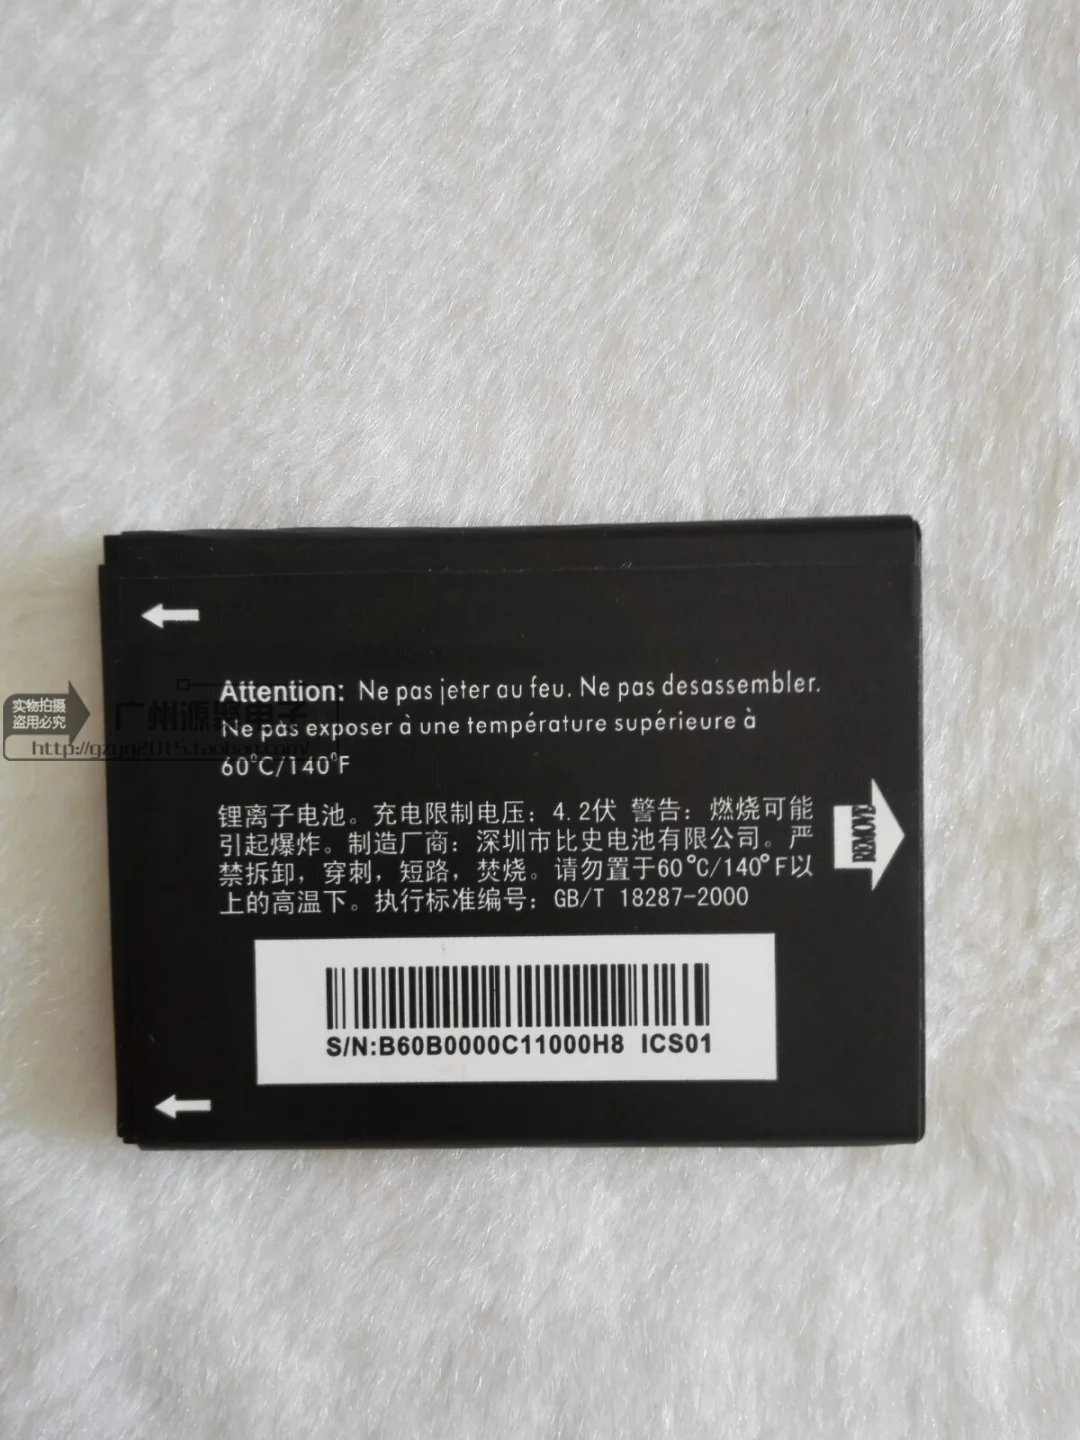 Attention: Ne pas jeter au feu. Ne pas desassembler.
Ne pas exposer à une température supérieure à
60°C/140°F
锂离子电池。充电限制电压：4.2伏 警告：燃烧可能
引起爆炸。制造厂商：深圳市比史电池有限公司。严
禁拆卸，穿刺，短路，焚烧。请勿置于60°C/140°F以
上的高温下。执行标准编号：GB/T 18287-2000
REMOVE
S/N:B60B0000C11000H8 ICS01
实物拍摄
盗用必究
广州源聚电子
http://gzyg2015.taobao.com/